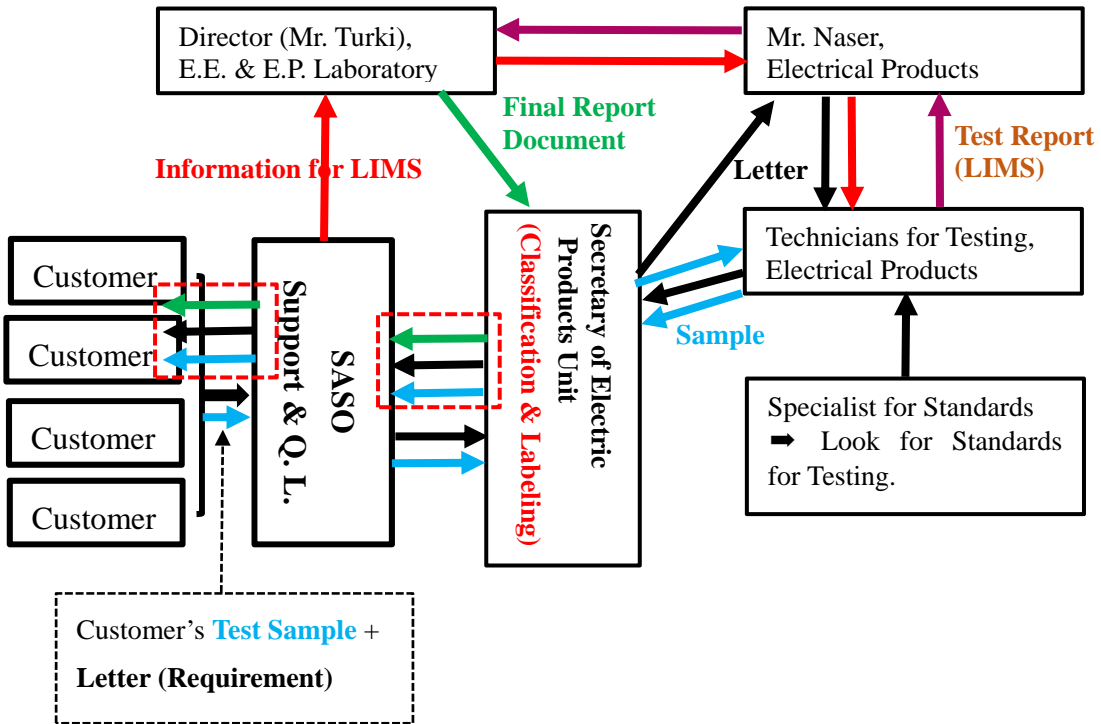 Director (Mr. Turki),
E.E. & E.P. Laboratory
Mr. Naser,
Electrical Products
Final Report
Document
Information for LIMS
Letter
Test Report
(LIMS)
Customer
Customer
Customer
Customer
SASO
Support & Q. L.
Secretary of Electric
Products Unit
(Classification & Labeling)
Technicians for Testing,
Electrical Products
Sample
Specialist for Standards
➡ Look for Standards
for Testing.
Customer’s Test Sample +
Letter (Requirement)